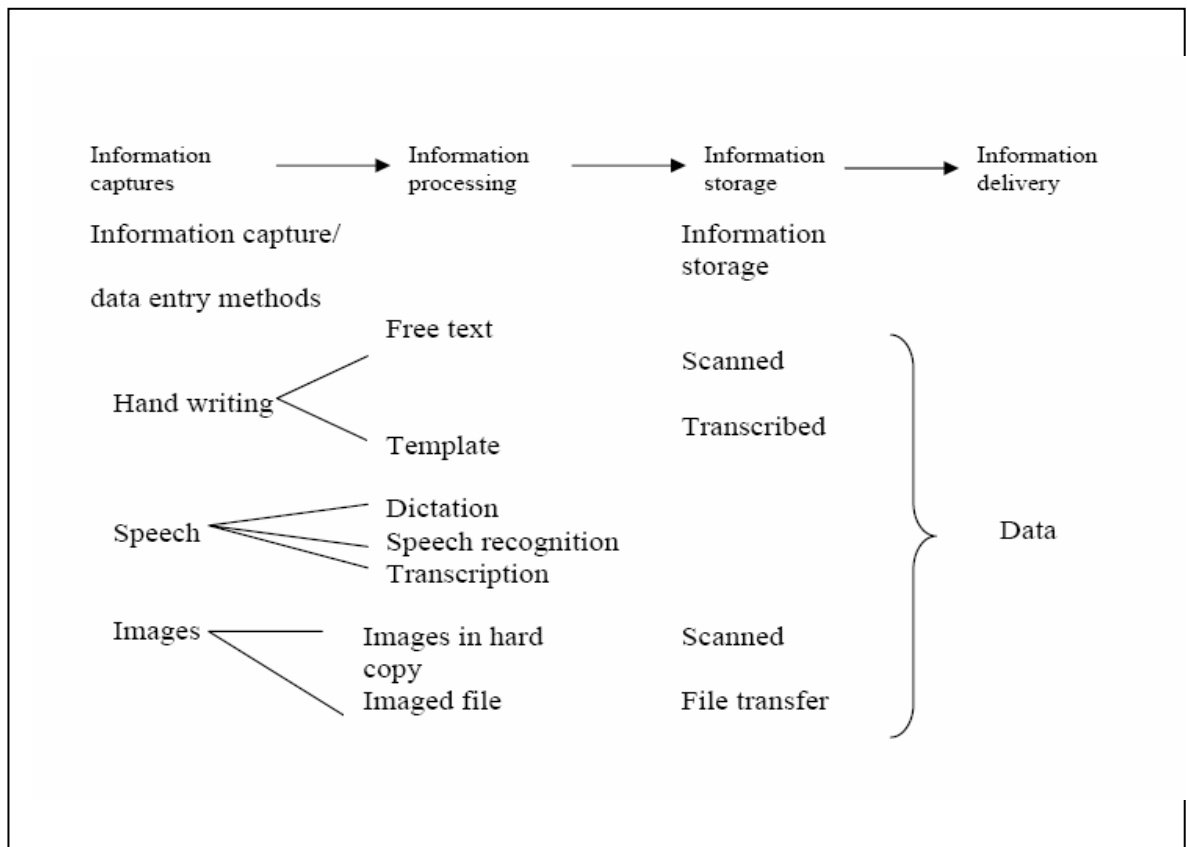 Information captures
Information processing
Information storage
Information delivery
Information capture/
data entry methods
Information
storage
Hand writing
Free text
Template
Scanned
Transcribed
Speech
Dictation
Speech recognition
Transcription
Images
Images in hard
copy
Imaged file
Scanned
File transfer
Data